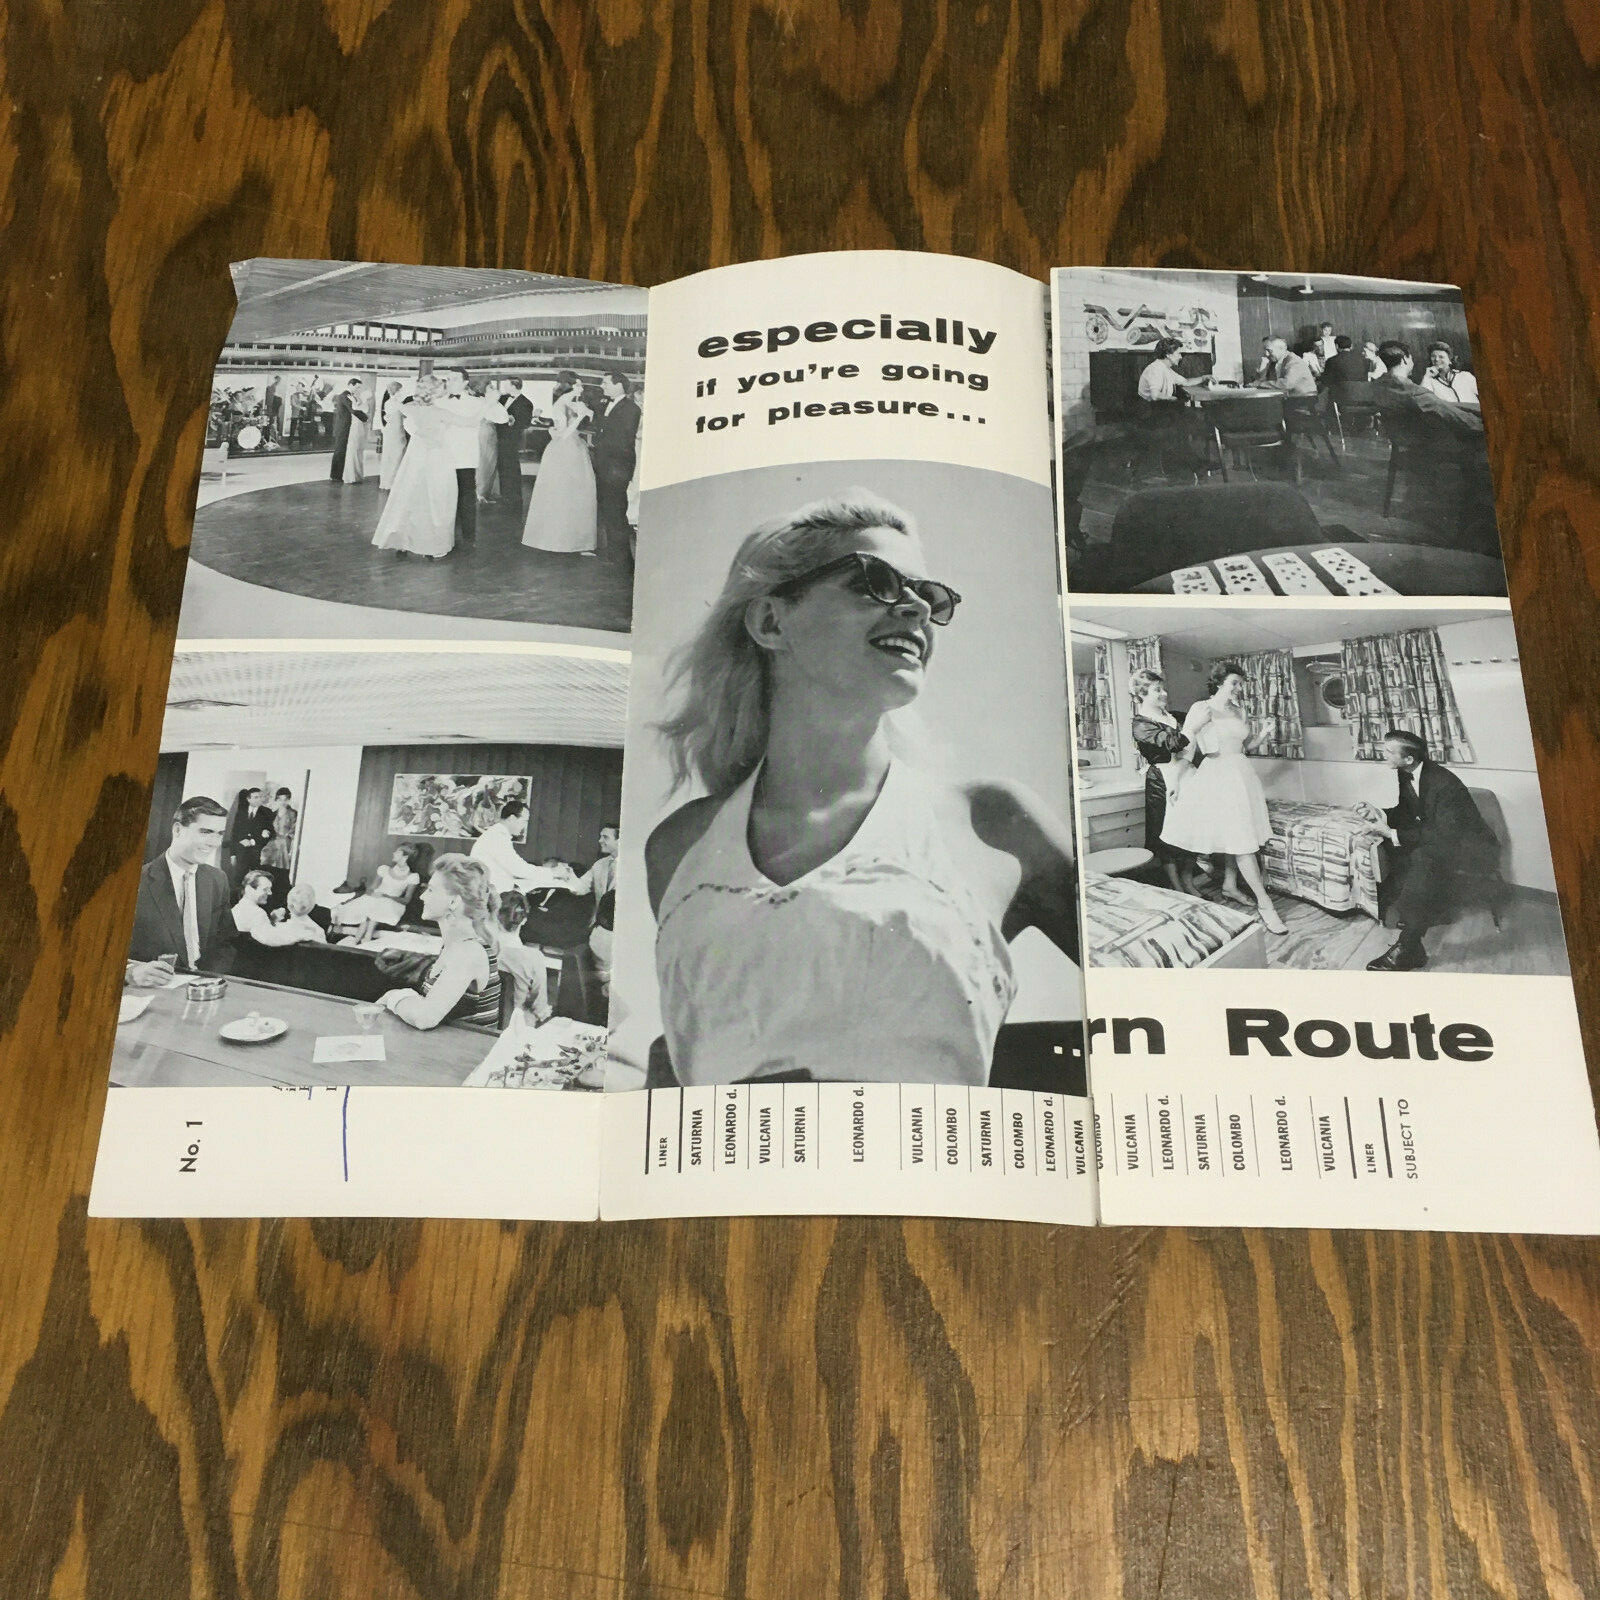 especially
if you're going
for pleasure...
..rn Route
No. 1
LINER
SATURNIA
LEONARDO d.
VULCANIA
SATURNIA
LEONARDO d.
VULCANIA
COLOMBO
SATURNIA
COLOMBO
LEONARDO d.
VULCANIA
COLOMBO
VULCANIA
LEONARDO d.
SATURNIA
COLOMBO
LEONARDO d.
VULCANIA
LINER
SUBJECT TO